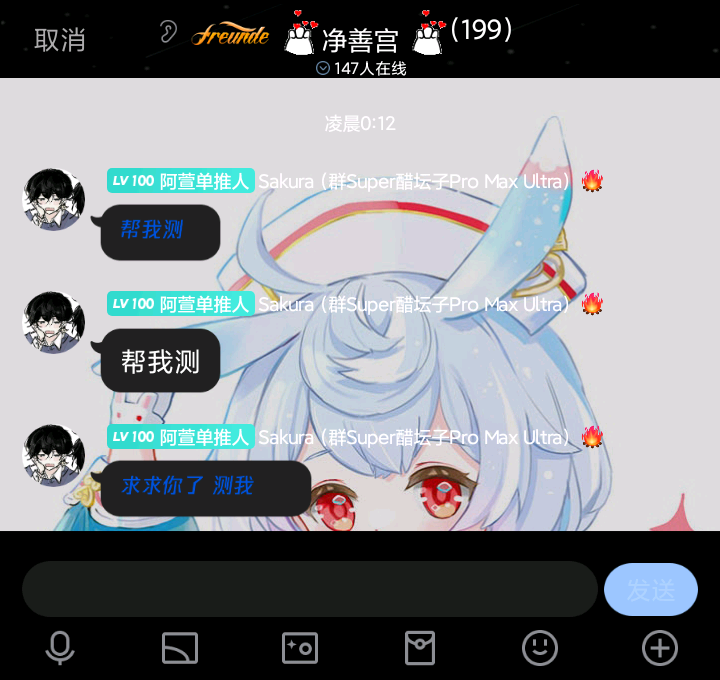 取消
Freunde 净善宫 (199)
147人在线
凌晨0:12
LV 100 阿萱单推人 Sakura (群Super醋坛子Pro Max Ultra)
帮我测
LV 100 阿萱单推人 Sakura (群Super醋坛子Pro Max Ultra)
帮我测
LV 100 阿萱单推人 Sakura (群Super醋坛子Pro Max Ultra)
求求你了 测我
发送